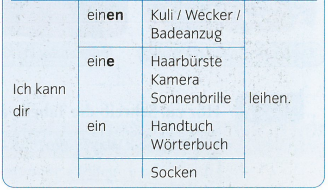 einen Kuli / Wecker /
Badeanzug
eine Haarbürste
Kamera
Sonnenbrille
Ich kann
dir
leihen.
ein Handtuch
Wörterbuch
Socken